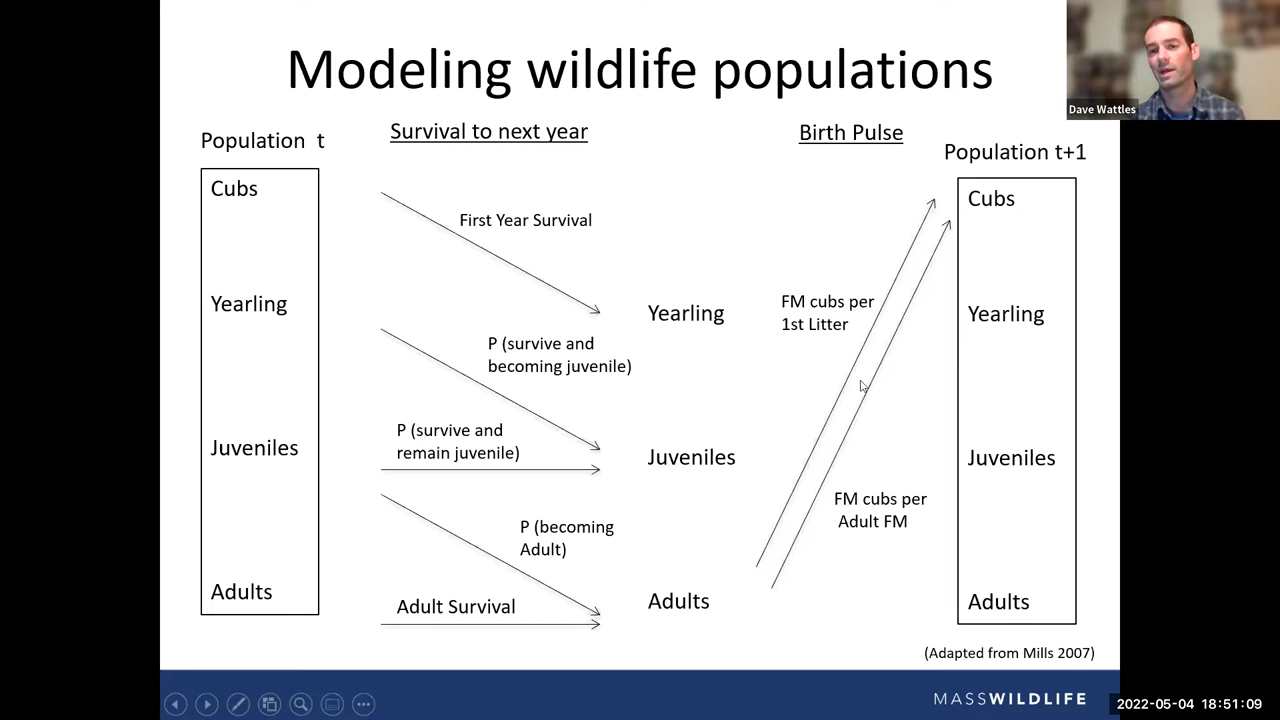 Modeling wildlife populations
Dave Wattles
Population t
Survival to next year
Birth Pulse
Population t+1
Cubs
First Year Survival
Cubs
Yearling
Yearling
FM cubs per
1st Litter
Yearling
P (survive and
becoming juvenile)
P (survive and
remain juvenile)
Juveniles
Juveniles
Juveniles
P (becoming
Adult)
FM cubs per
Adult FM
Adults
Adult Survival
Adults
Adults
(Adapted from Mills 2007)
MASSWILDLIFE
2022-05-04 18:51:09